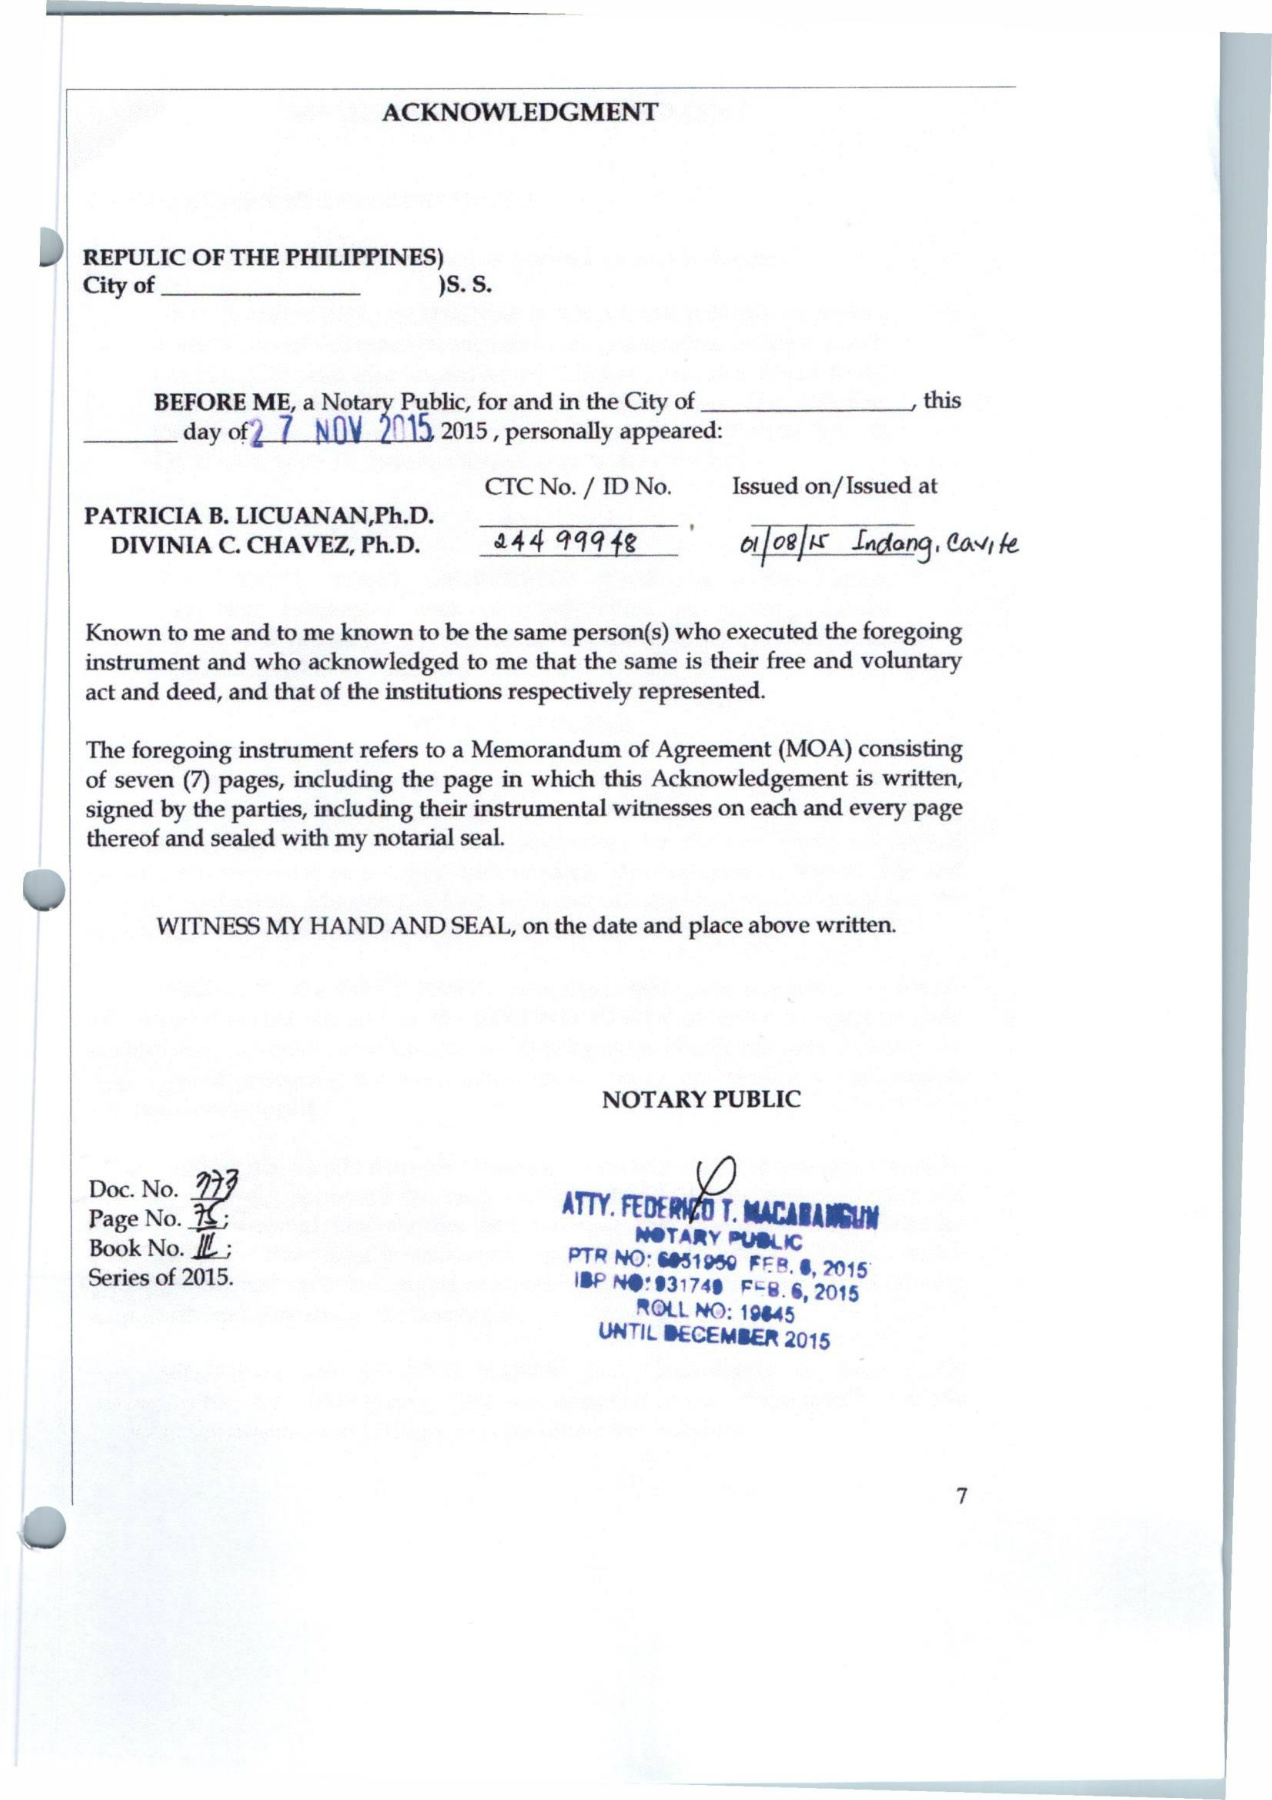 ACKNOWLEDGMENT
REPULIC OF THE PHILIPPINES)
City of _________________ )S. S.
BEFORE ME, a Notary Public, for and in the City of __________________, this
________ day of 27 NOV 2015, 2015 , personally appeared:
CTC No. / ID No. Issued on/Issued at
PATRICIA B. LICUANAN,Ph.D. _________________ , ______________
DIVINIA C. CHAVEZ, Ph.D. 24499948 01/08/15 Indang, Cavite
Known to me and to me known to be the same person(s) who executed the foregoing
instrument and who acknowledged to me that the same is their free and voluntary
act and deed, and that of the institutions respectively represented.
The foregoing instrument refers to a Memorandum of Agreement (MOA) consisting
of seven (7) pages, including the page in which this Acknowledgement is written,
signed by the parties, including their instrumental witnesses on each and every page
thereof and sealed with my notarial seal.
WITNESS MY HAND AND SEAL, on the date and place above written.
NOTARY PUBLIC
Doc. No. 373
Page No. 75;
Book No. III;
Series of 2015.
ATTY. FEDERICO T. MACABANGUN
NOTARY PUBLIC
PTR NO: FEB. 6, 2015
IBP NO: 931740 FEB. 6, 2015
ROLL NO: 19845
UNTIL DECEMBER 2015
7